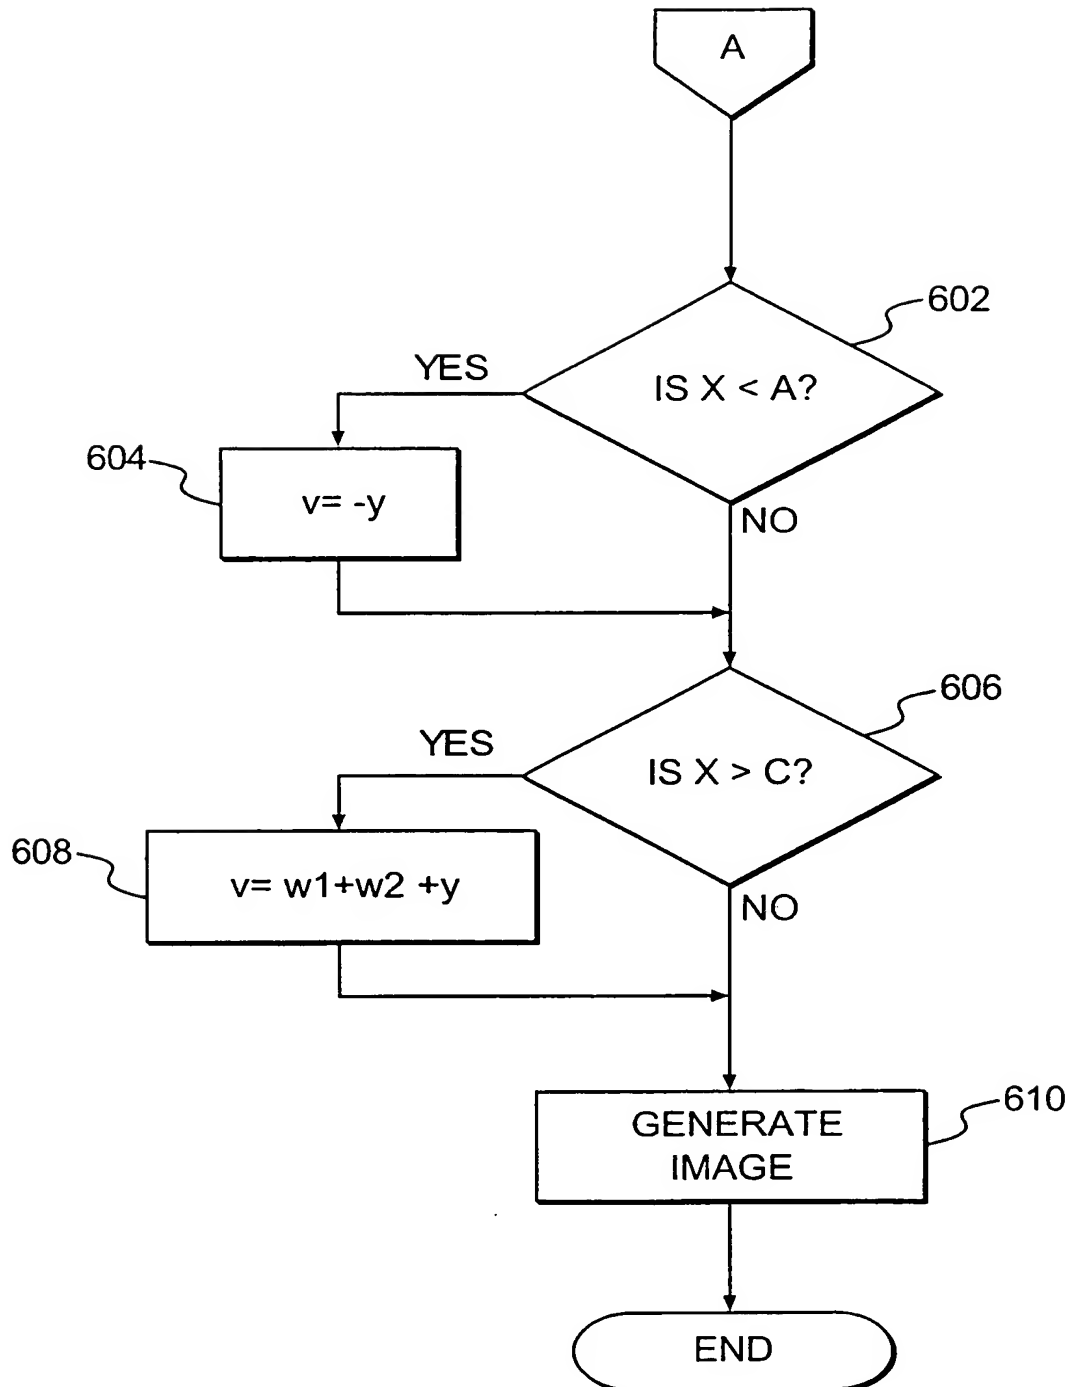 A
602
IS X < A?
YES
NO
604
v= -y
606
IS X > C?
YES
NO
608
v= w1+w2 +y
610
GENERATE
IMAGE
END